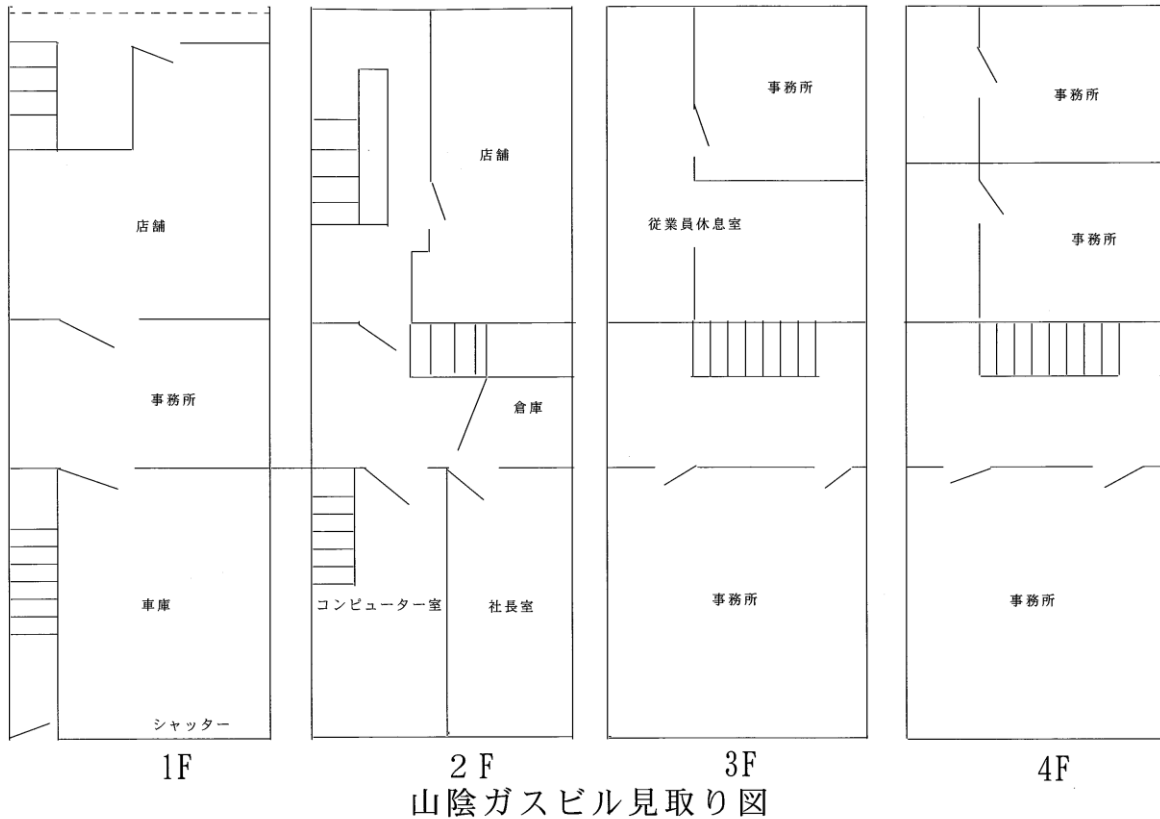 店舗
事務所
車庫
シャッター
1F
店舗
倉庫
コンピューター室
社長室
2F
事務所
従業員休息室
事務所
3F
事務所
事務所
事務所
4F
山陰ガスビル見取り図